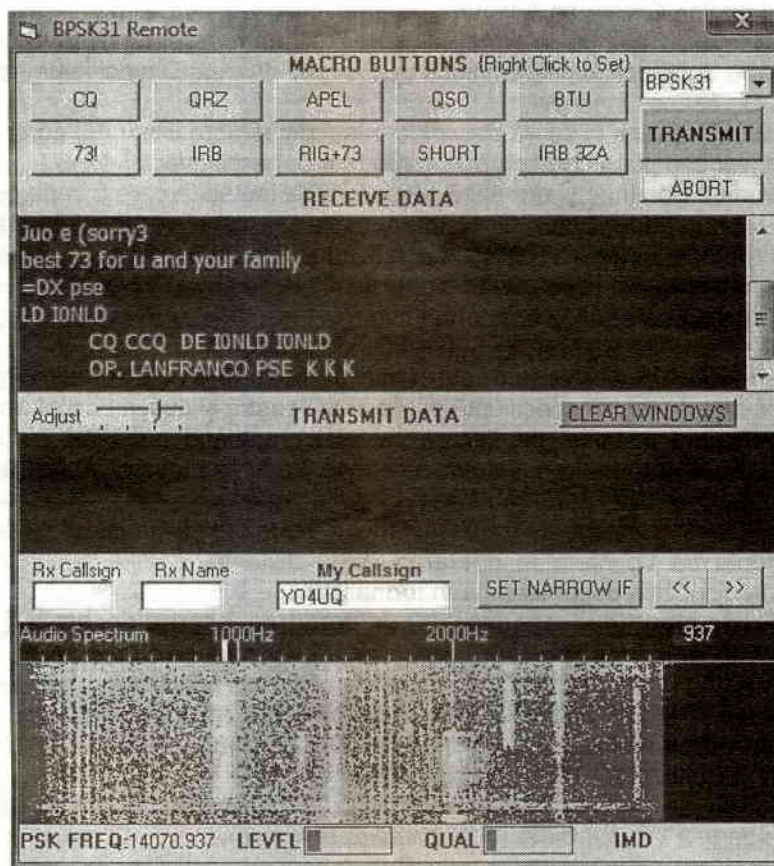 BPSK31 Remote
MACRO BUTTONS (Right Click to Set)
CQ QRZ APEL QSO BTU BPSK31
73! IRB RIG+73 SHORT IRB 3ZA TRANSMIT
RECEIVE DATA ABORT
Juo e (sorry3
best 73 for u and your family
=DX pse
LD I0NLD
CQ CCQ DE I0NLD I0NLD
OP. LANFRANCO PSE K K K
Adjust TRANSMIT DATA CLEAR WINDOWS
Rx Callsign Rx Name My Callsign
YO4UQ SET NARROW IF << >>
Audio Spectrum 1000Hz 2000Hz 937
PSK FREQ:14070.937 LEVEL QUAL IMD